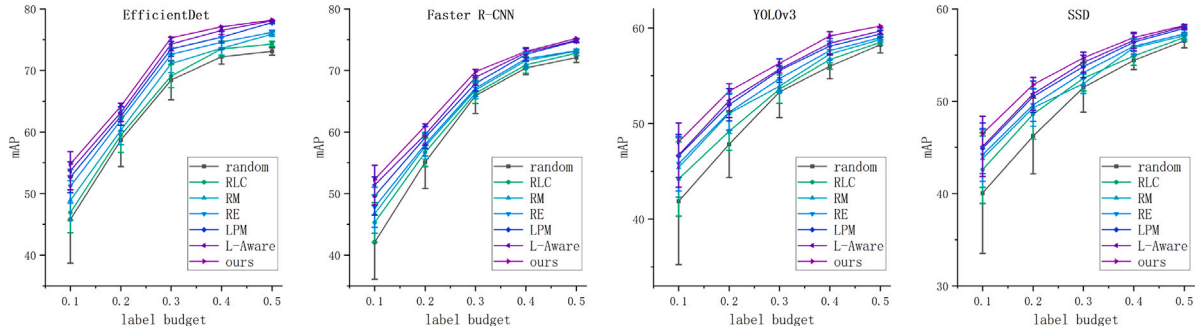 EfficientDet
mAP
80
70
60
50
40
random
RLC
RM
RE
LPM
L-Aware
ours
0.1 0.2 0.3 0.4 0.5
label budget
Faster R-CNN
mAP
80
70
60
50
40
random
RLC
RM
RE
LPM
L-Aware
ours
0.1 0.2 0.3 0.4 0.5
label budget
YOLOv3
mAP
60
50
40
random
RLC
RM
RE
LPM
L-Aware
ours
0.1 0.2 0.3 0.4 0.5
label budget
SSD
mAP
60
50
40
30
random
RLC
RM
RE
LPM
L-Aware
ours
0.1 0.2 0.3 0.4 0.5
label budget